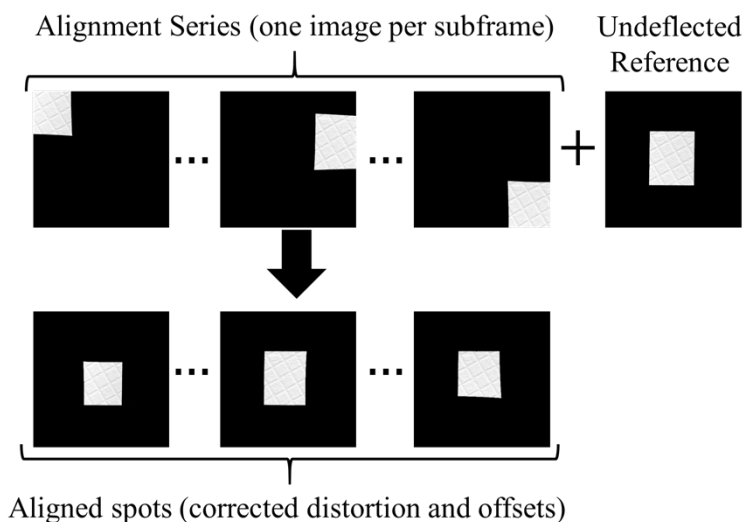 Alignment Series (one image per subframe)
Undeflected
Reference
... ... +
... ...
Aligned spots (corrected distortion and offsets)